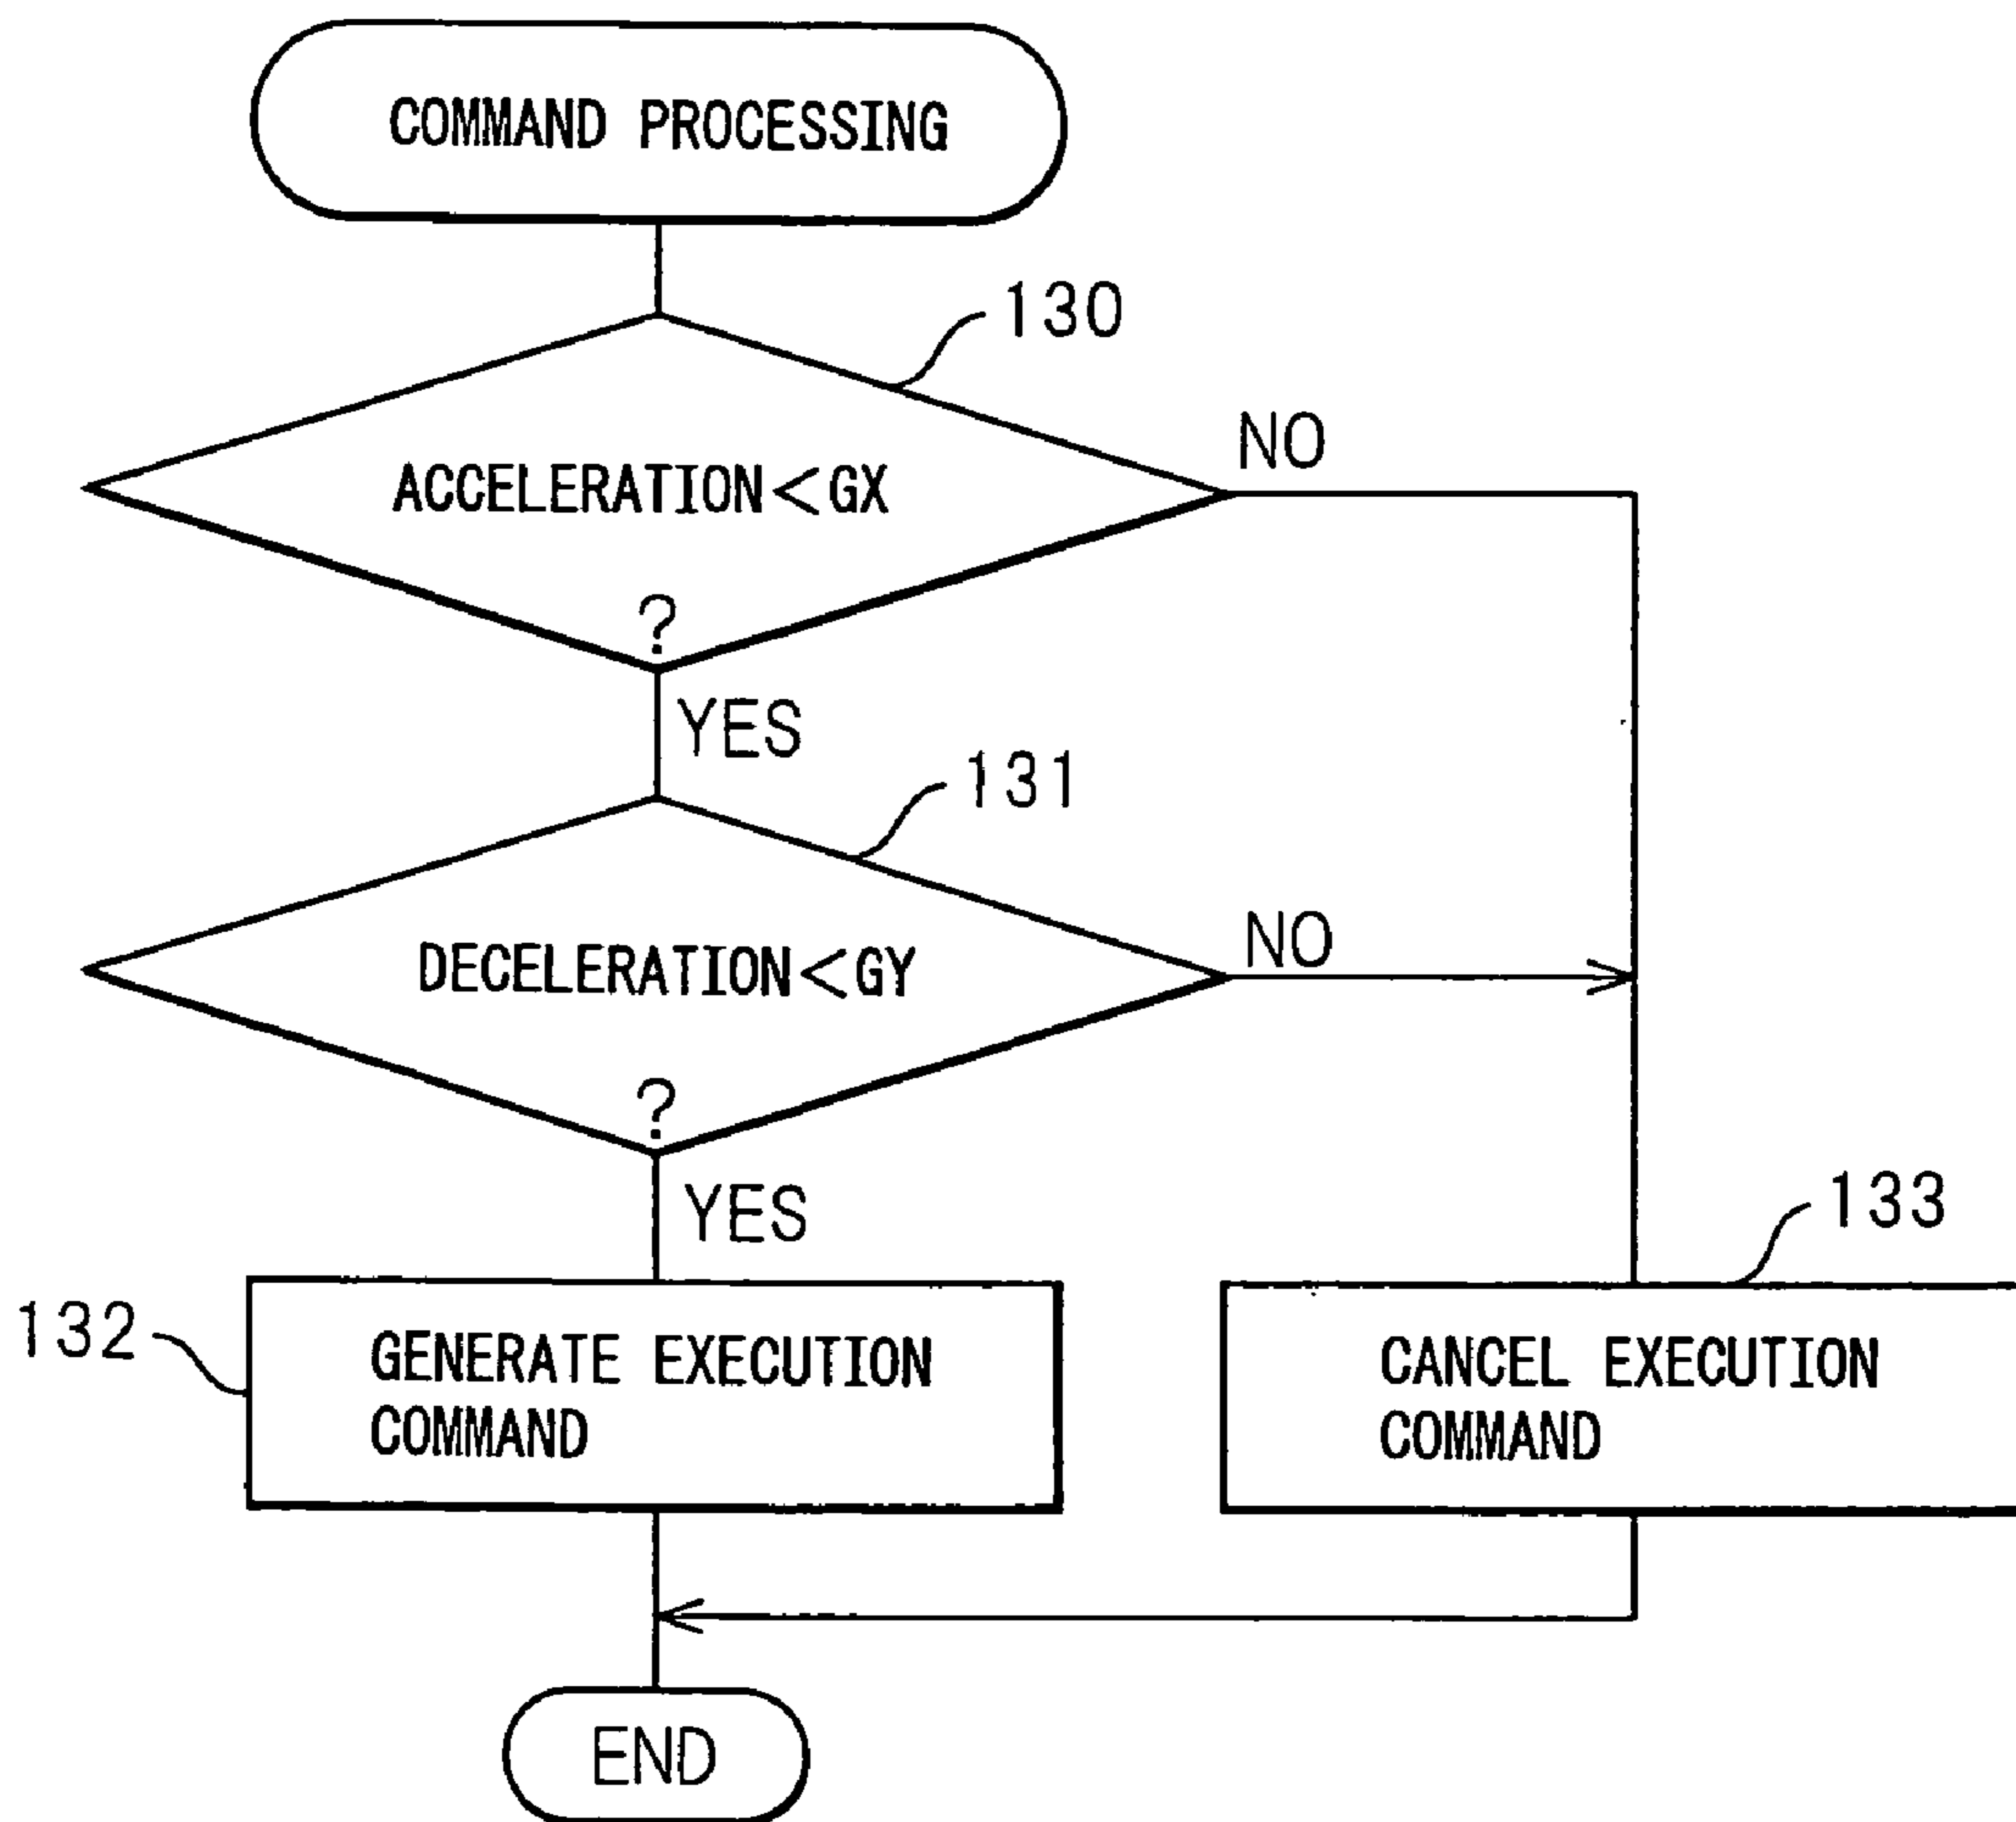 COMMAND PROCESSING
130
ACCELERATION<GX
?
NO
YES
131
DECELERATION<GY
?
NO
YES
132
GENERATE EXECUTION
COMMAND
133
CANCEL EXECUTION
COMMAND
END